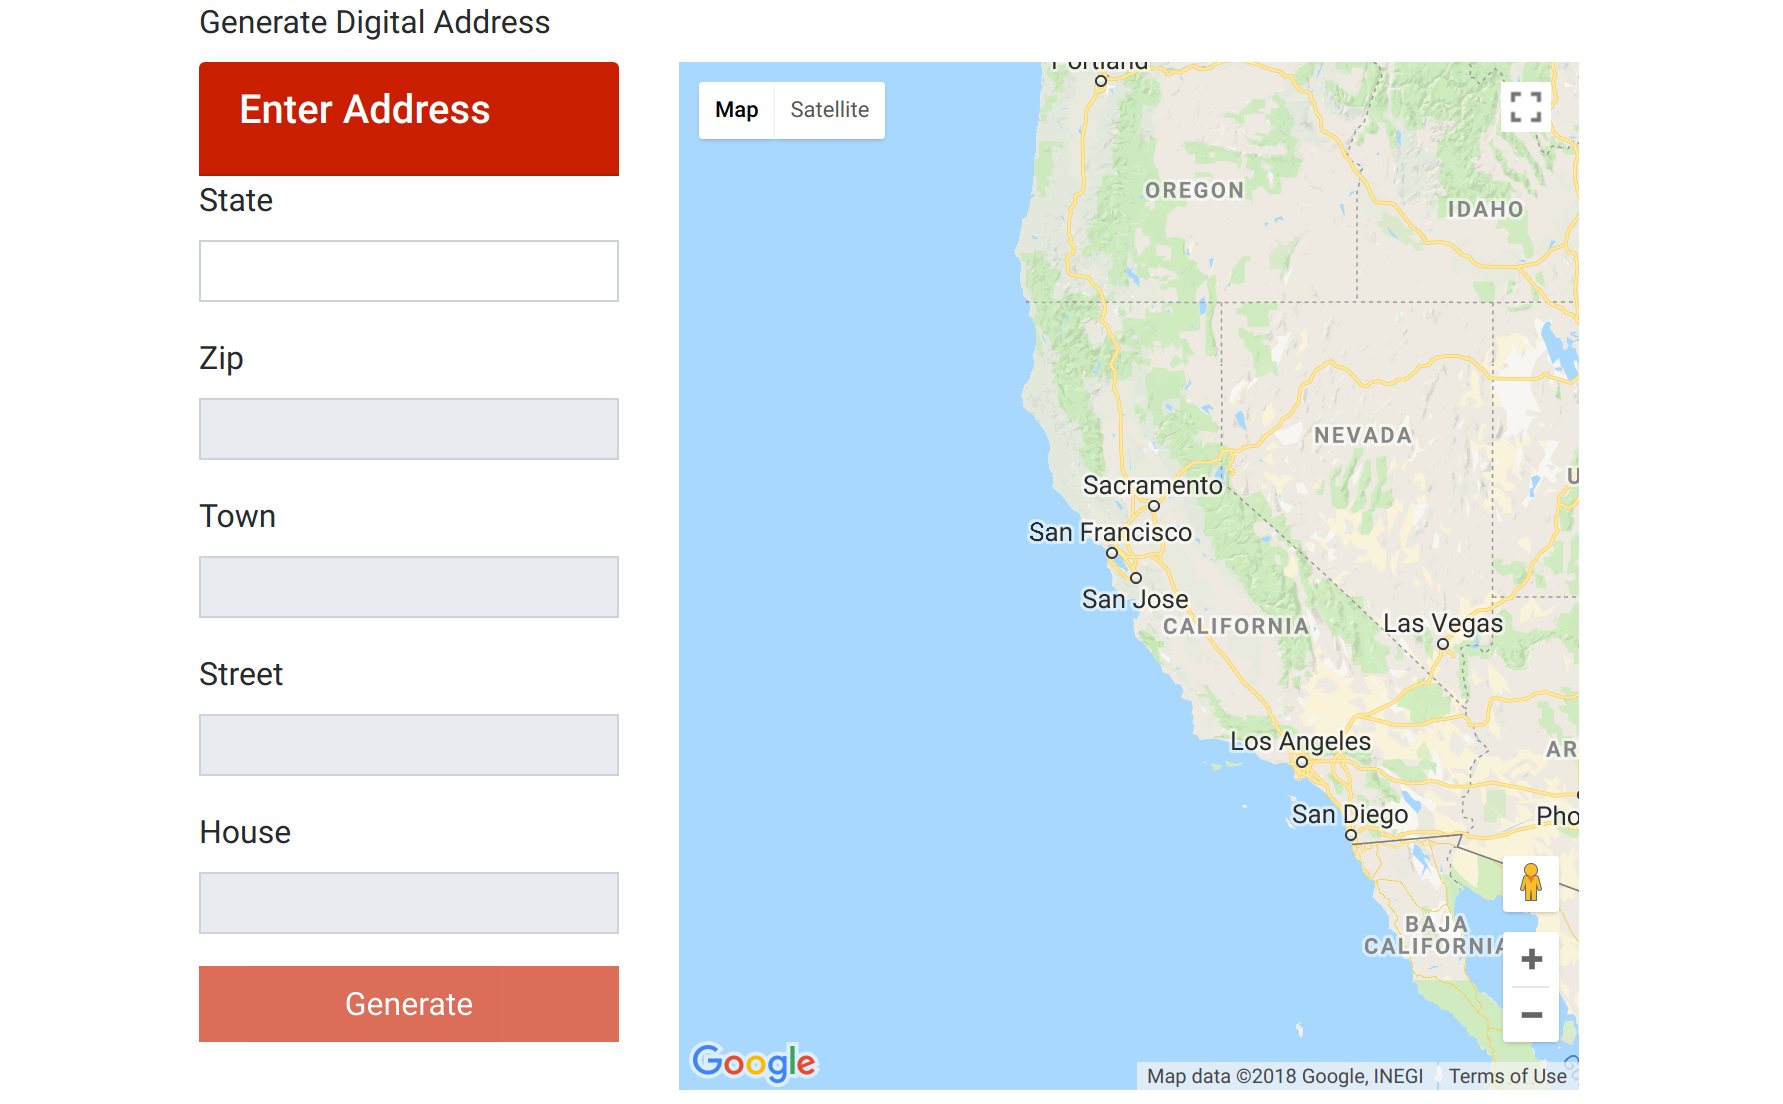 Generate Digital Address
Enter Address
State
Zip
Town
Street
House
Generate
Map
Satellite
Portland
OREGON
IDAHO
NEVADA
U
Sacramento
San Francisco
San Jose
CALIFORNIA
Las Vegas
Los Angeles
AR
San Diego
Pho
BAJA
CALIFORNIA
Google
Map data ©2018 Google, INEGI
Terms of Use